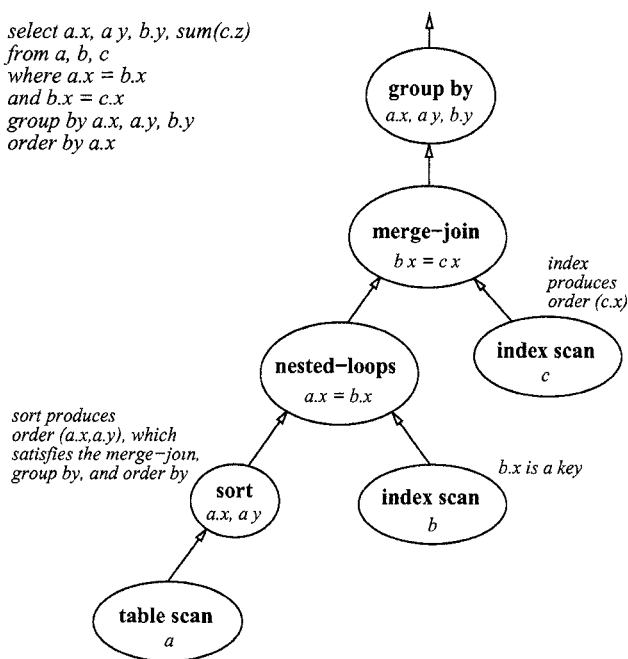 select a.x, a y, b.y, sum(c.z)
from a, b, c
where a.x = b.x
and b.x = c.x
group by a.x, a.y, b.y
order by a.x
group by
a.x, a y, b.y
merge-join
b x = c x
index
produces
order (c.x)
index scan
c
nested-loops
a.x = b.x
sort produces
order (a.x,a.y), which
satisfies the merge-join,
group by, and order by
sort
a.x, a y
b.x is a key
index scan
b
table scan
a